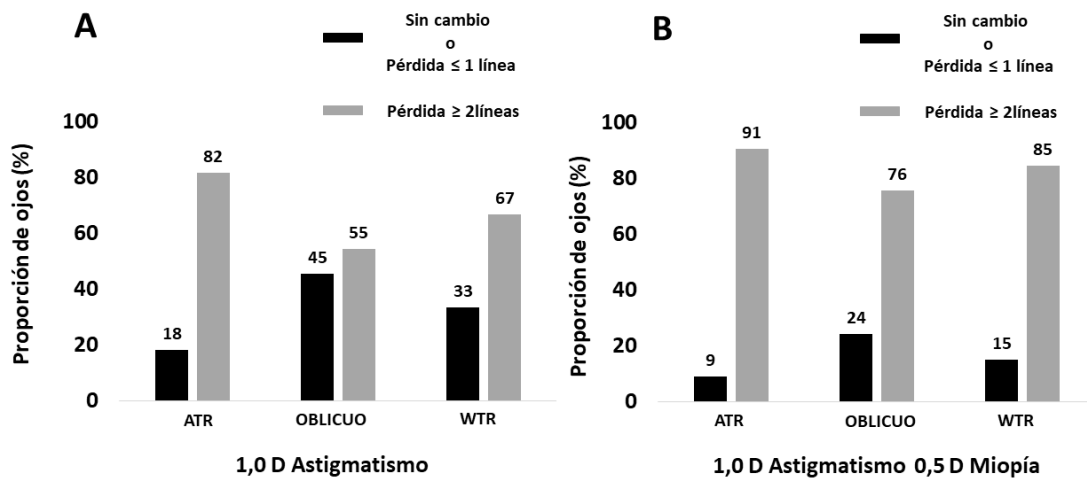 A
Sin cambio
o
Pérdida ≤ 1 línea
Pérdida ≥ 2líneas
Proporción de ojos (%)
100
80
60
40
20
0
18
82
45
55
33
67
ATR
OBLICUO
WTR
1,0 D Astigmatismo
B
Sin cambio
o
Pérdida ≤ 1 línea
Pérdida ≥ 2líneas
Proporción de ojos (%)
100
80
60
40
20
0
9
91
24
76
15
85
ATR
OBLICUO
WTR
1,0 D Astigmatismo 0,5 D Miopía